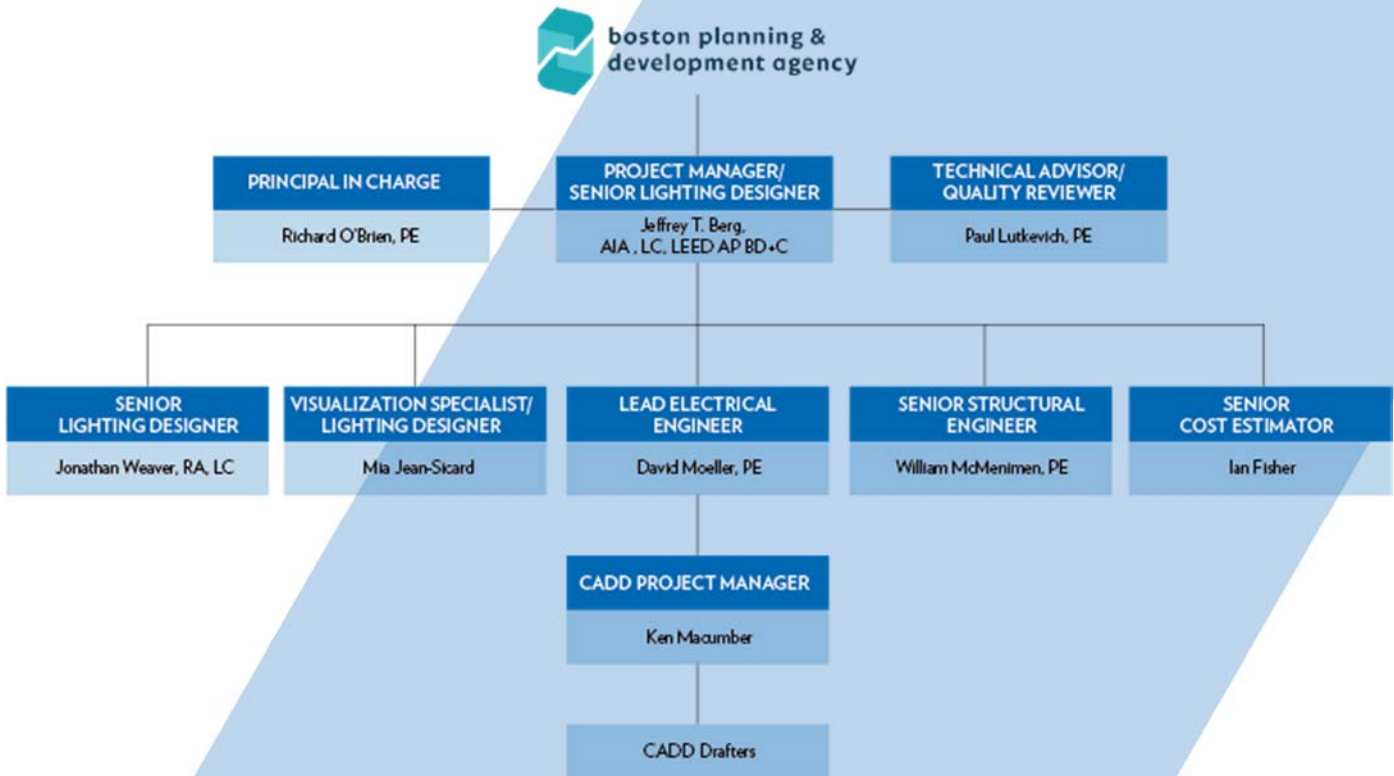 boston planning &
development agency
PRINCIPAL IN CHARGE
Richard O'Brien, PE
PROJECT MANAGER/
SENIOR LIGHTING DESIGNER
Jeffrey T. Berg,
AIA , LC, LEED AP BD+C
TECHNICAL ADVISOR/
QUALITY REVIEWER
Paul Lutkevich, PE
SENIOR
LIGHTING DESIGNER
Jonathan Weaver, RA, LC
VISUALIZATION SPECIALIST/
LIGHTING DESIGNER
Mia Jean-Sicard
LEAD ELECTRICAL
ENGINEER
David Moeller, PE
SENIOR STRUCTURAL
ENGINEER
William McMenimen, PE
SENIOR
COST ESTIMATOR
Ian Fisher
CADD PROJECT MANAGER
Ken Macumber
CADD Drafters